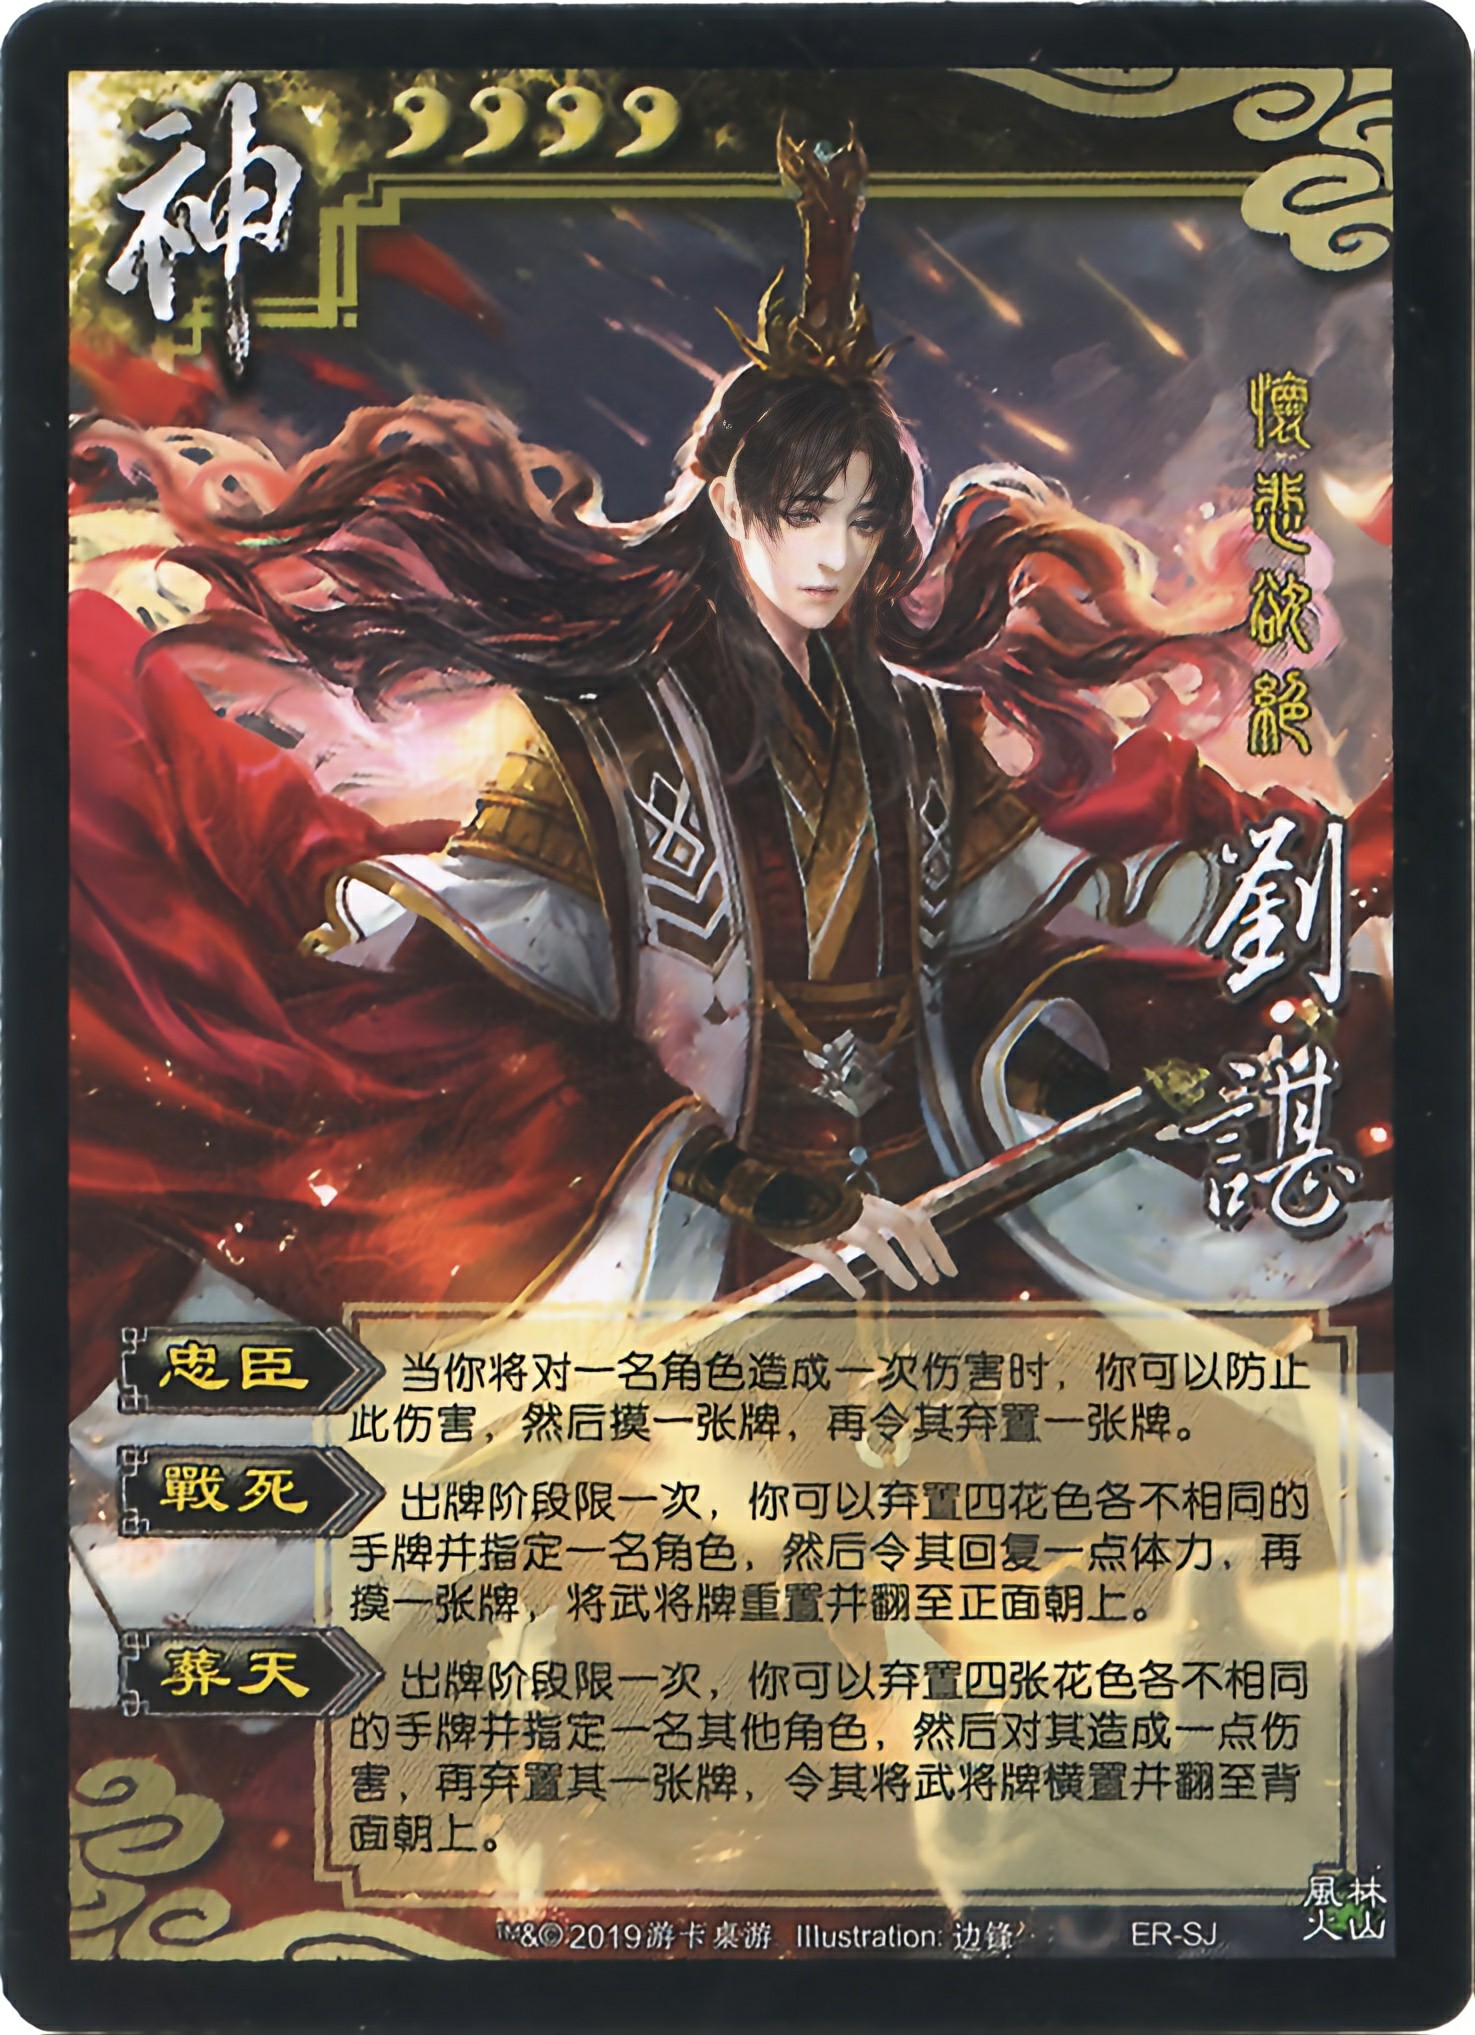 神
懷悲欲絕
劉諶
忠臣
当你将对一名角色造成一次伤害时，你可以防止
此伤害，然后摸一张牌，再令其弃置一张牌。
戰死
出牌阶段限一次，你可以弃置四花色各不相同的
手牌并指定一名角色，然后令其回复一点体力，再
摸一张牌，将武将牌重置并翻至正面朝上。
葬天
出牌阶段限一次，你可以弃置四张花色各不相同
的手牌并指定一名其他角色，然后对其造成一点伤
害，再弃置其一张牌，令其将武将牌横置并翻至背
面朝上。
™&©2019游卡桌游 Illustration: 边锋 ER-SJ
風林
火山